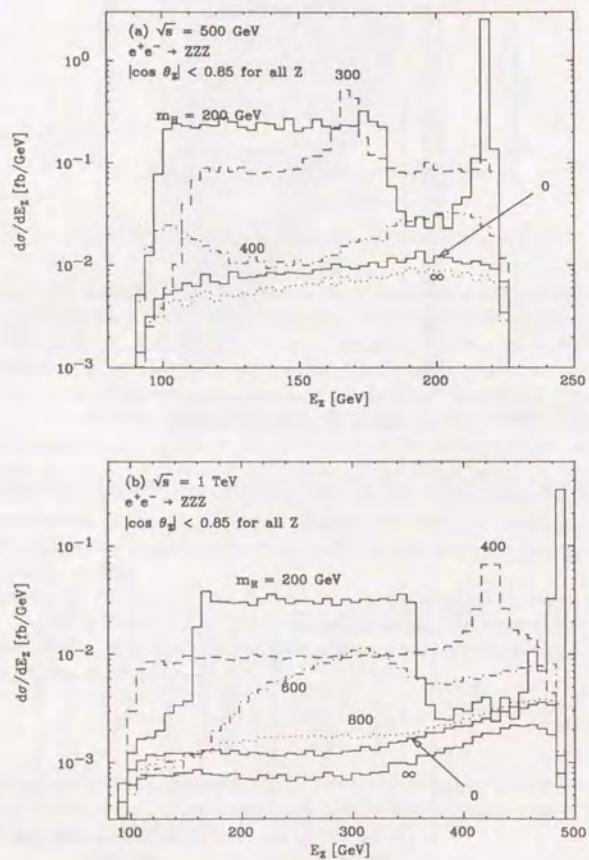 (a) √s = 500 GeV
e⁺e⁻ → ZZZ
|cos θ_Z| < 0.85 for all Z
300
m_H = 200 GeV
0
400
∞
10⁰
10⁻¹
10⁻²
10⁻³
dσ/dE_Z [fb/GeV]
100 150 200 250
E_Z [GeV]
(b) √s = 1 TeV
e⁺e⁻ → ZZZ
|cos θ_Z| < 0.85 for all Z
400
m_H = 200 GeV
600
800
0
∞
10⁻¹
10⁻²
10⁻³
dσ/dE_Z [fb/GeV]
100 200 300 400 500
E_Z [GeV]